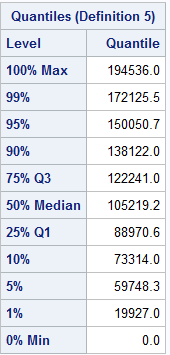 Quantiles (Definition 5)
Level Quantile
100% Max 194536.0
99% 172125.5
95% 150050.7
90% 138122.0
75% Q3 122241.0
50% Median 105219.2
25% Q1 88970.6
10% 73314.0
5% 59748.3
1% 19927.0
0% Min 0.0